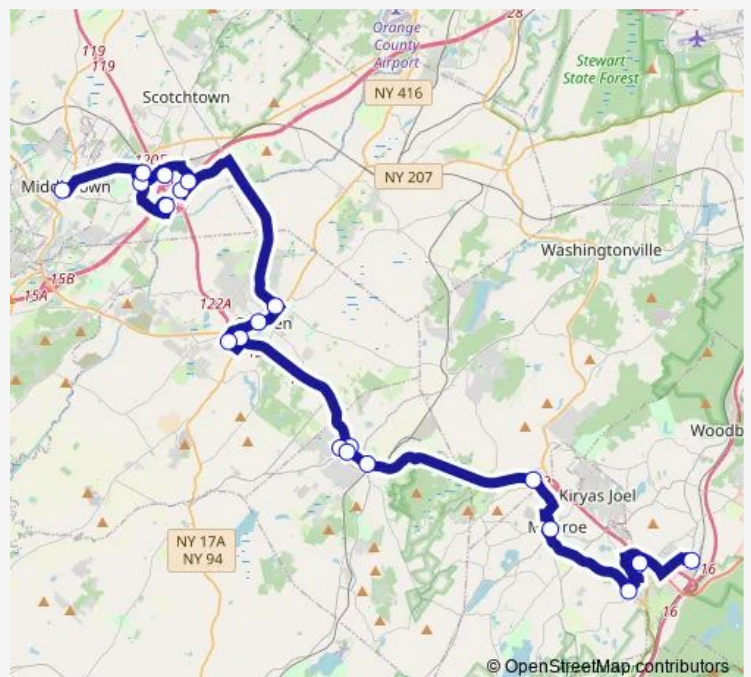 28
119
119
Orange
County
Airport
Stewart
State Forest
Scotchtown
NY 416
NY 207
Washingtonville
15B
15A
122A
Woodb
Kiryas Joel
NY 17A
NY 94
16
16
© OpenStreetMap contributors